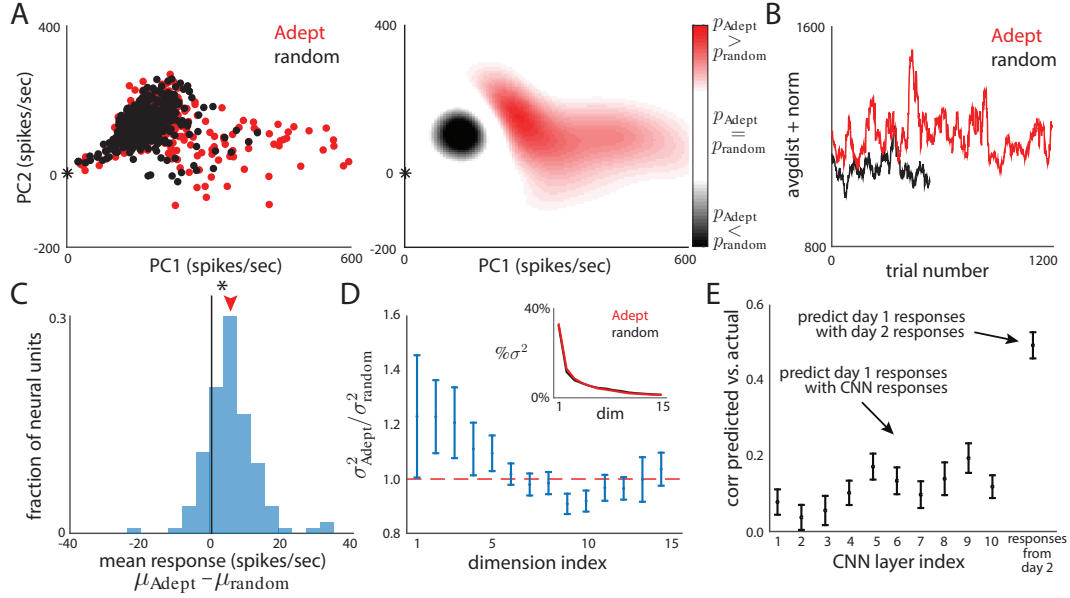 A
400
PC2 (spikes/sec)
0
-200
0
PC1 (spikes/sec)
600
Adept
random
*
400
0
-200
0
PC1 (spikes/sec)
600
*
pAdept
>
prandom
pAdept
=
prandom
pAdept
<
prandom
B
1600
avgdist + norm
800
trial number
1200
Adept
random
C
*
0.3
fraction of neural units
0
-40
-20
0
20
40
mean response (spikes/sec)
μAdept − μrandom
D
1.6
1.4
1.2
1.0
0.8
σ²Adept/σ²random
1
5
10
15
dimension index
40%
Adept
random
%σ²
0%
1
dim
15
E
0.6
0.4
0.2
0.0
corr predicted vs. actual
predict day 1 responses
with day 2 responses
predict day 1 responses
with CNN responses
1 2 3 4 5 6 7 8 9 10
CNN layer index
responses
from
day 2